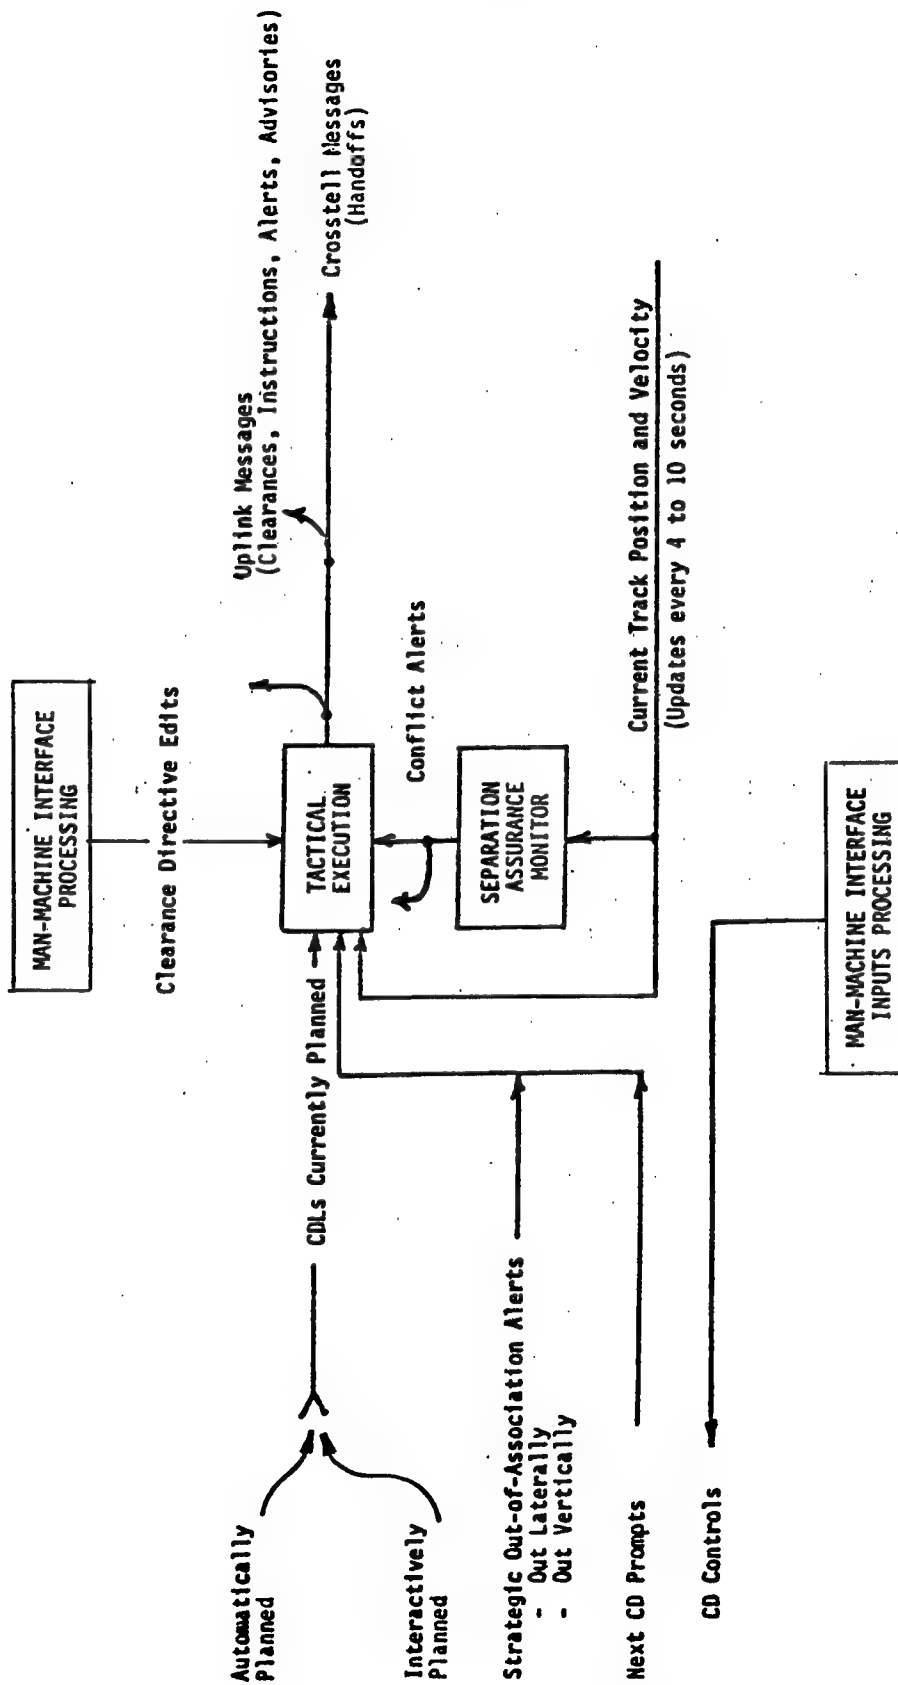 MAN-MACHINE INTERFACE
PROCESSING
Clearance Directive Edits
Uplink Messages
(Clearances, Instructions, Alerts, Advisories)
Crosstell Messages
(Handoffs)
Automatically
Planned
Interactively
Planned
CDLs Currently Planned
TACTICAL
EXECUTION
Conflict Alerts
SEPARATION
ASSURANCE
MONITOR
Strategic Out-of-Association Alerts
- Out Laterally
- Out Vertically
Next CD Prompts
Current Track Position and Velocity
(Updates every 4 to 10 seconds)
CD Controls
MAN-MACHINE INTERFACE
INPUTS PROCESSING